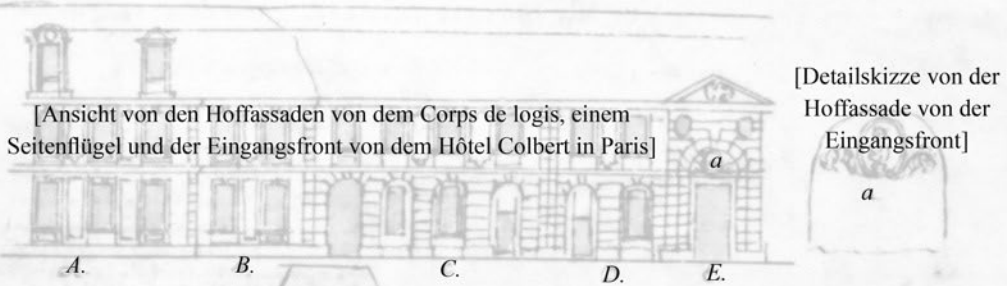 [Ansicht von den Hoffassaden von dem Corps de logis, einem
Seitenflügel und der Eingangsfront von dem Hôtel Colbert in Paris]
[Detailskizze von der
Hoffassade von der
Eingangsfront]
a
a
A. B. C. D. E.